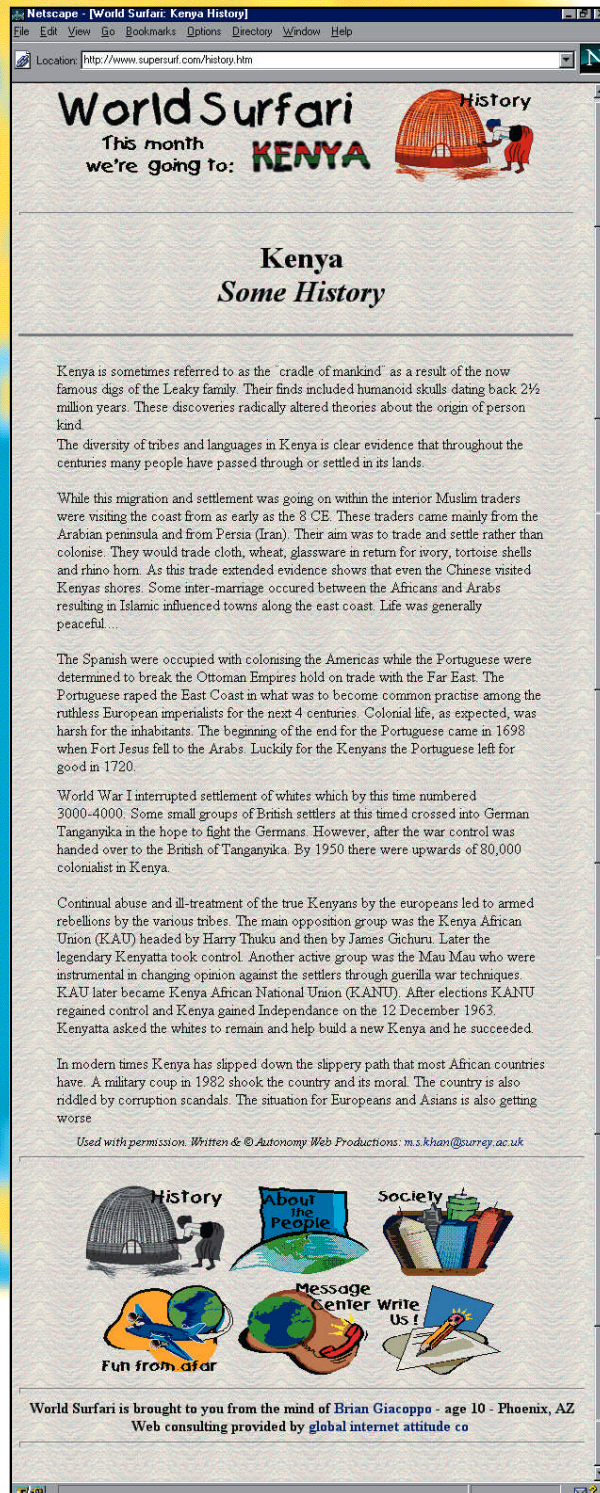 Netscape - [World Surfari: Kenya History]
File Edit View Go Bookmarks Options Directory Window Help
Location: http://www.supersurf.com/history.htm
N
World Surfari
History
This month
we're going to: KENYA
Kenya
Some History
Kenya is sometimes referred to as the "cradle of mankind" as a result of the now
famous digs of the Leaky family. Their finds included humanoid skulls dating back 2½
million years. These discoveries radically altered theories about the origin of person
kind.
The diversity of tribes and languages in Kenya is clear evidence that throughout the
centuries many people have passed through or settled in its lands.
While this migration and settlement was going on within the interior Muslim traders
were visiting the coast from as early as the 8 CE. These traders came mainly from the
Arabian peninsula and from Persia (Iran). Their aim was to trade and settle rather than
colonise. They would trade cloth, wheat, glassware in return for ivory, tortoise shells
and rhino horn. As this trade extended evidence shows that even the Chinese visited
Kenyas shores. Some inter-marriage occured between the Africans and Arabs
resulting in Islamic influenced towns along the east coast. Life was generally
peaceful....
The Spanish were occupied with colonising the Americas while the Portuguese were
determined to break the Ottoman Empires hold on trade with the Far East. The
Portuguese raped the East Coast in what was to become common practise among the
ruthless European imperialists for the next 4 centuries. Colonial life, as expected, was
harsh for the inhabitants. The beginning of the end for the Portuguese came in 1698
when Fort Jesus fell to the Arabs. Luckily for the Kenyans the Portuguese left for
good in 1720.
World War I interrupted settlement of whites which by this time numbered
3000-4000. Some small groups of British settlers at this timed crossed into German
Tanganyika in the hope to fight the Germans. However, after the war control was
handed over to the British of Tanganyika. By 1950 there were upwards of 80,000
colonialist in Kenya.
Continual abuse and ill-treatment of the true Kenyans by the europeans led to armed
rebellions by the various tribes. The main opposition group was the Kenya African
Union (KAU) headed by Harry Thuku and then by James Gichuru. Later the
legendary Kenyatta took control. Another active group was the Mau Mau who were
instrumental in changing opinion against the settlers through guerilla war techniques.
KAU later became Kenya African National Union (KANU). After elections KANU
regained control and Kenya gained Independance on the 12 December 1963.
Kenyatta asked the whites to remain and help build a new Kenya and he succeeded.
In modern times Kenya has slipped down the slippery path that most African countries
have. A military coup in 1982 shook the country and its moral. The country is also
riddled by corruption scandals. The situation for Europeans and Asians is also getting
worse
Used with permission. Written & © Autonomy Web Productions: m.s.khan@surrey.ac.uk
History
About the People
Society
Fun from afar
Message Center
Write Us!
World Surfari is brought to you from the mind of Brian Giacoppo - age 10 - Phoenix, AZ
Web consulting provided by global internet attitude co